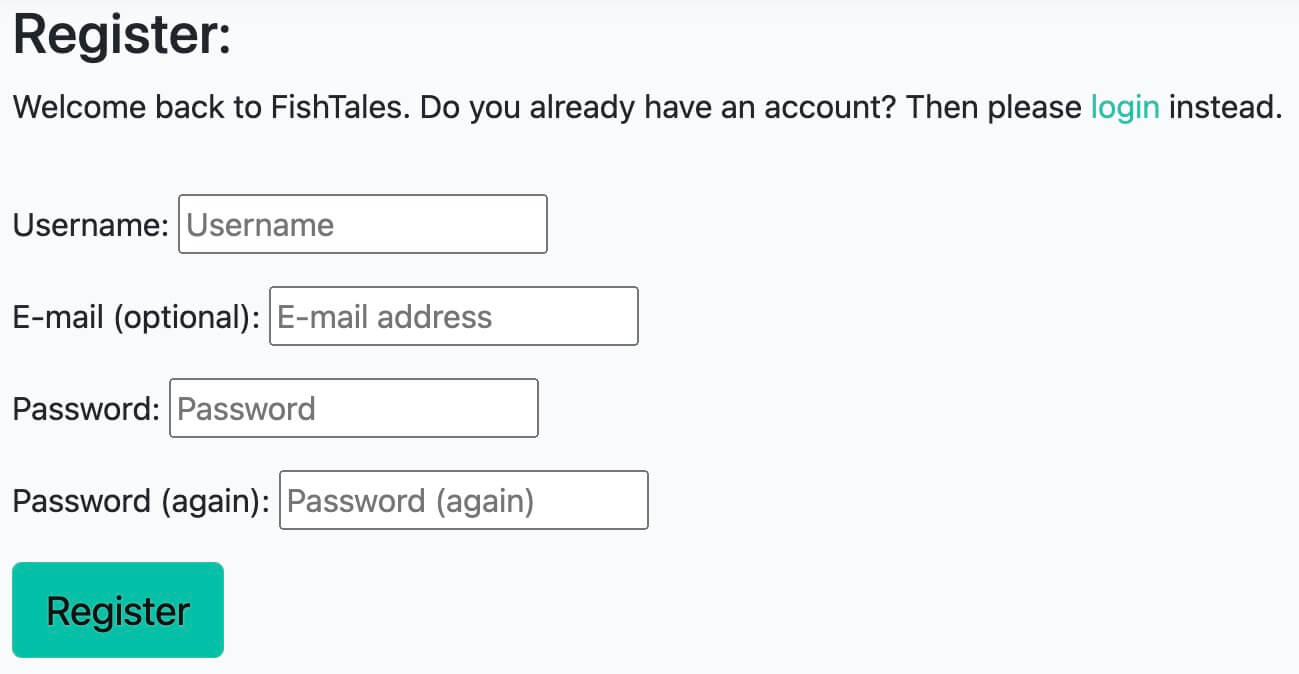 Register:
Welcome back to FishTales. Do you already have an account? Then please login instead.
Username: Username
E-mail (optional): E-mail address
Password: Password
Password (again): Password (again)
Register